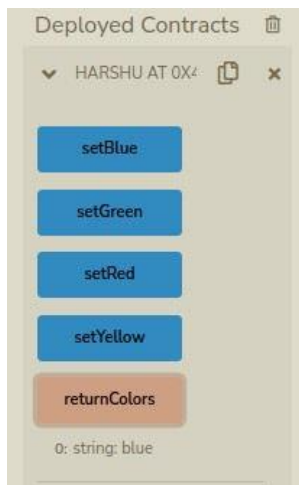 Deployed Contracts
HARSHU AT 0X4
setBlue
setGreen
setRed
setYellow
returnColors
0: string: blue